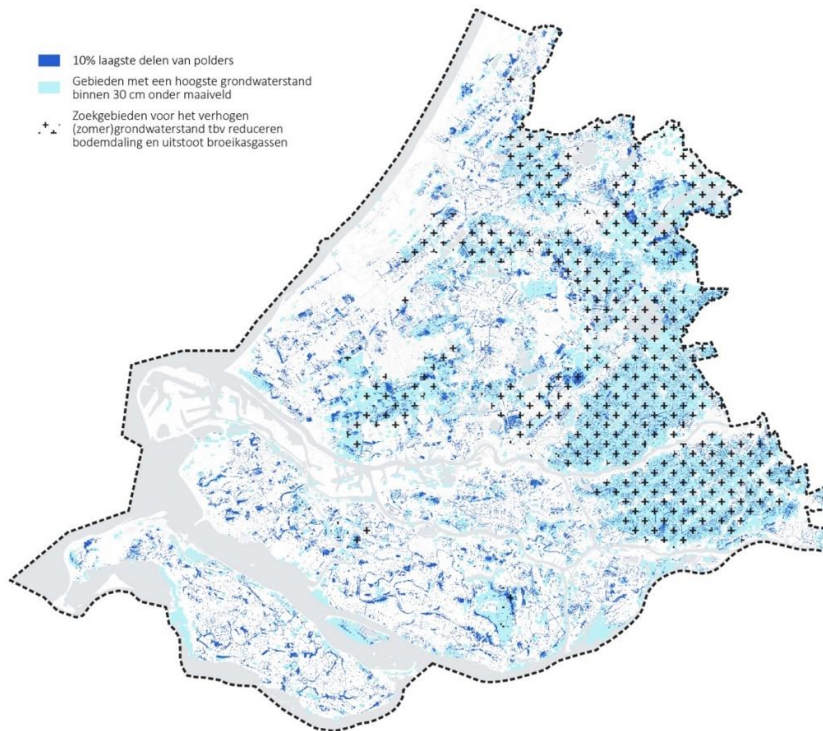 10% laagste delen van polders
Gebieden met een hoogste grondwaterstand
binnen 30 cm onder maaiveld
Zoekgebieden voor het verhogen
(zomer)grondwaterstand tbv reduceren
bodemdaling en uitstoot broeikasgassen